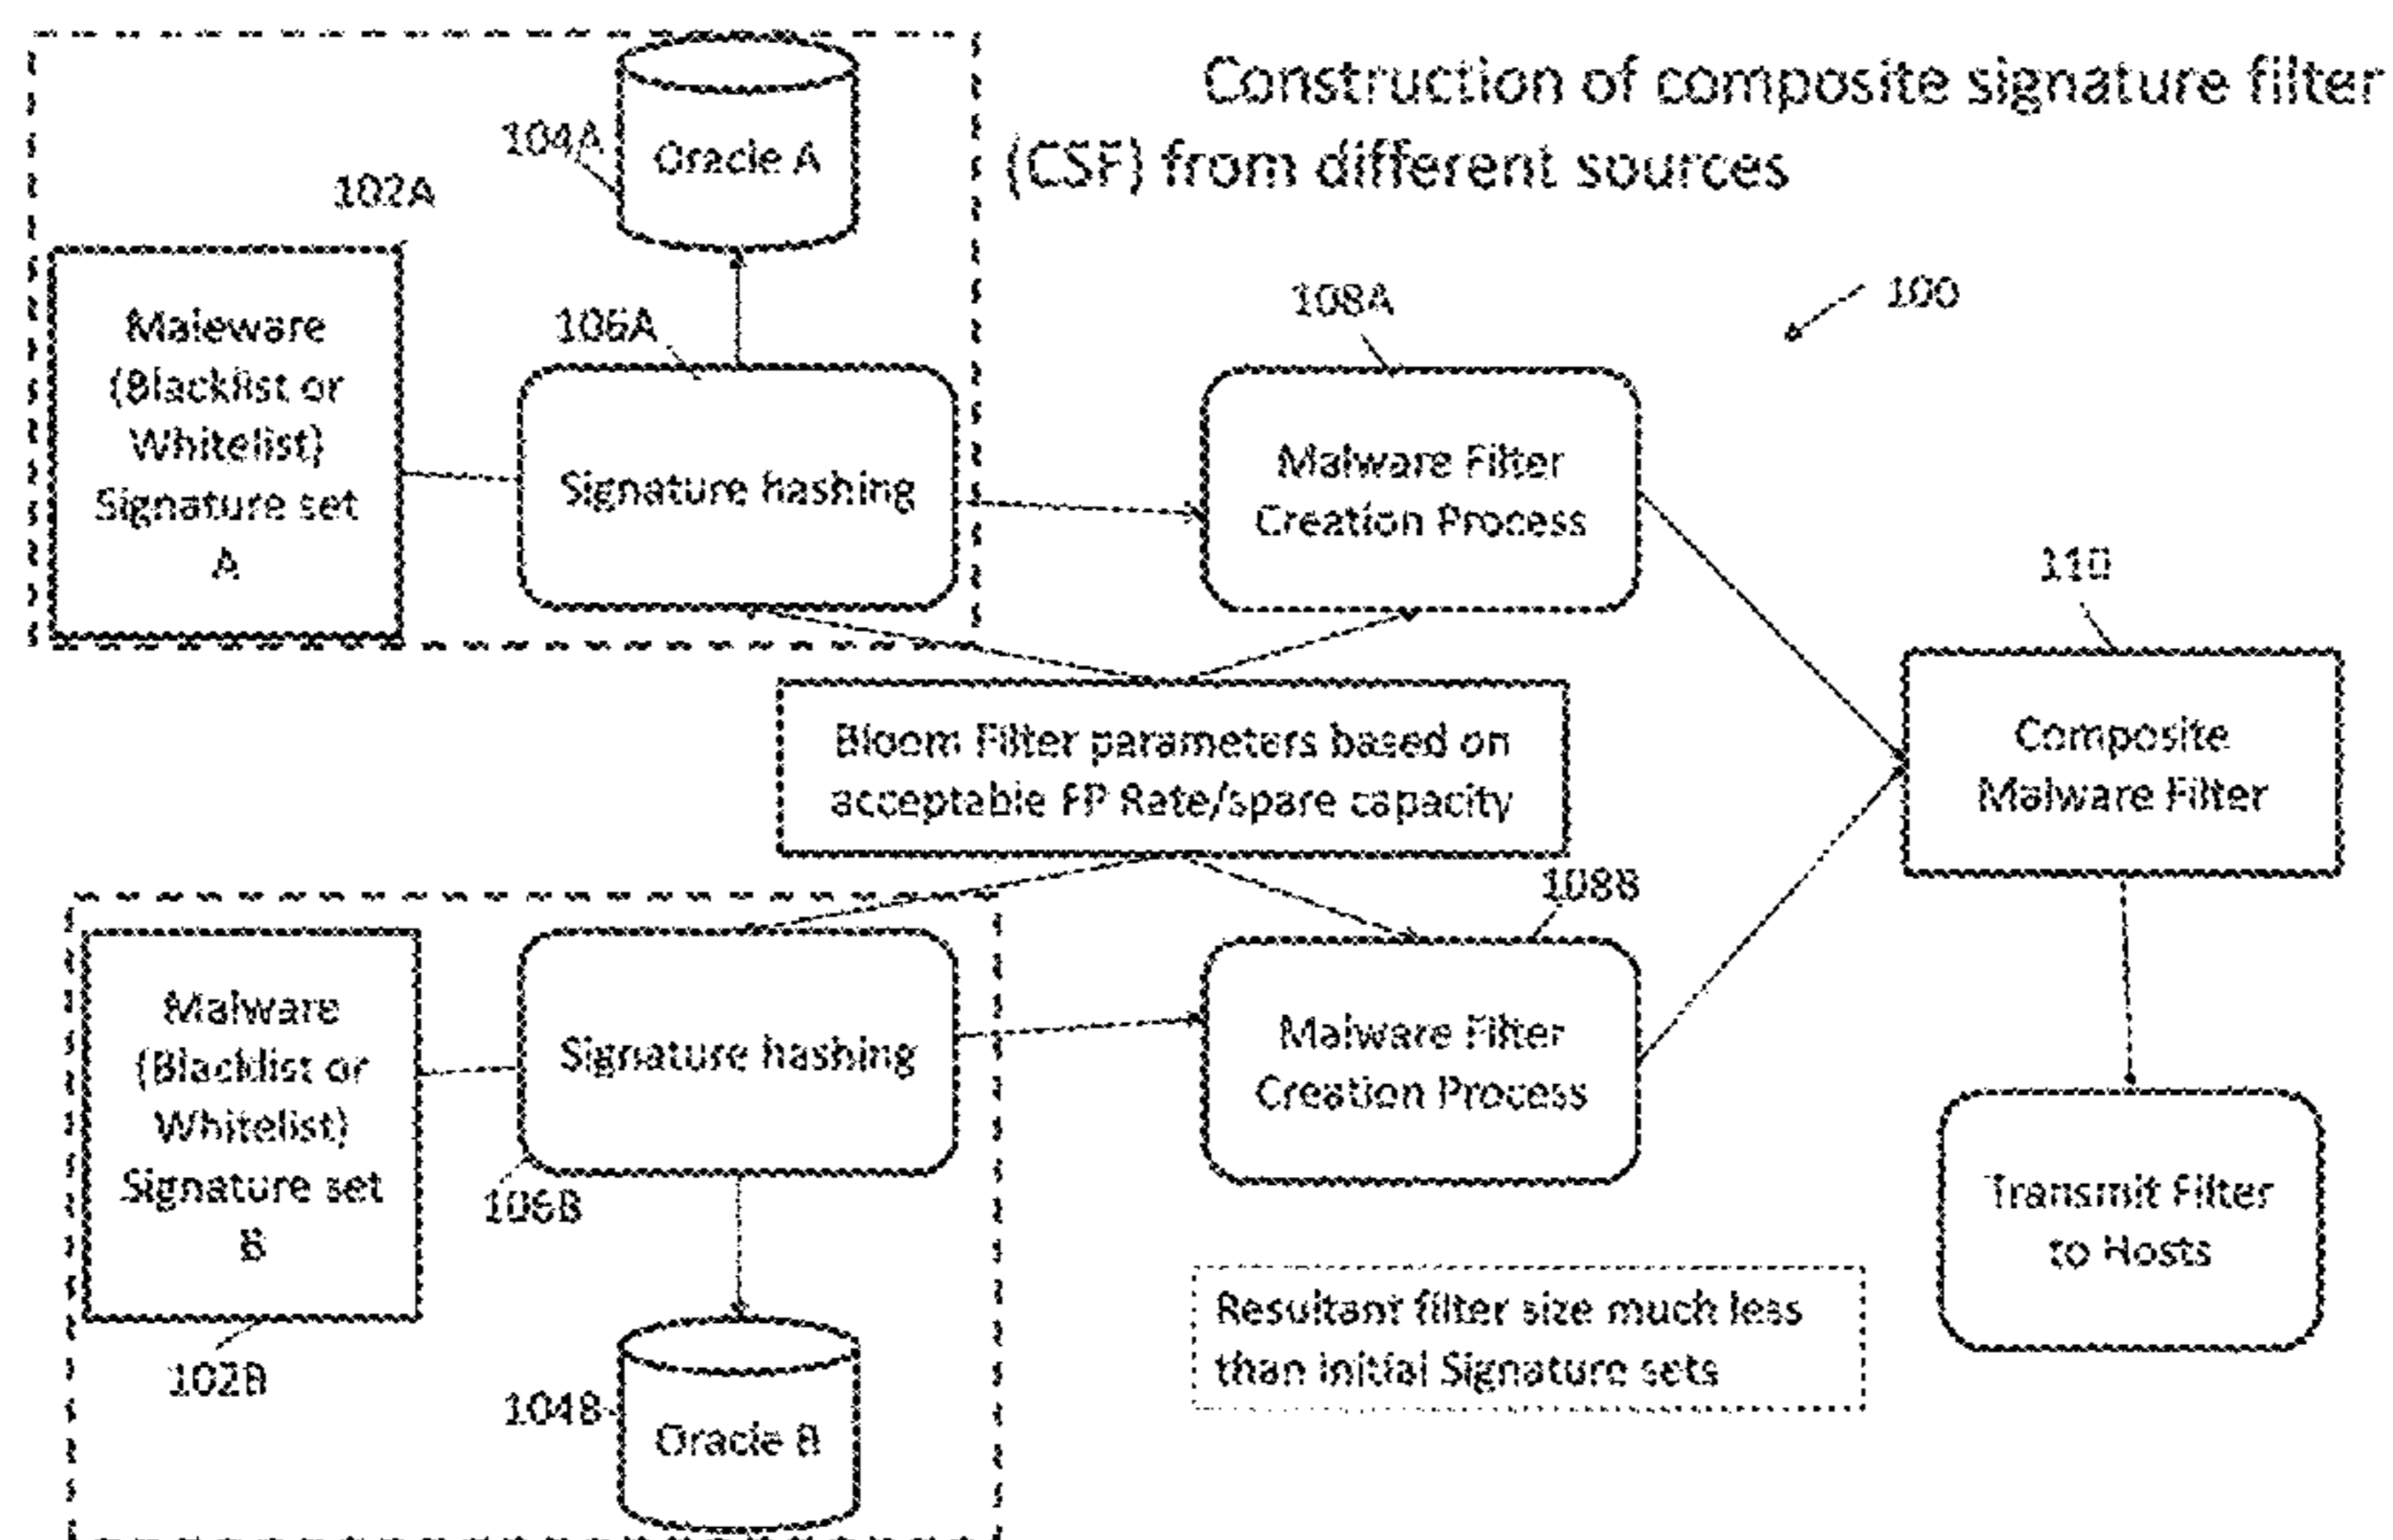 Construction of composite signature filter
(CSF) from different sources
104A
Oracle A
102A
106A
108A
100
Maleware
(Blacklist or
Whitelist)
Signature set
A
Signature hashing
Malware Filter
Creation Process
110
Bloom Filter parameters based on
acceptable FP Rate/spare capacity
Composite
Malware Filter
108B
Malware
(Blacklist or
Whitelist)
Signature set
B
Signature hashing
Malware Filter
Creation Process
106B
Transmit Filter
to Hosts
Resultant filter size much less
than initial Signature sets
102B
104B
Oracle B